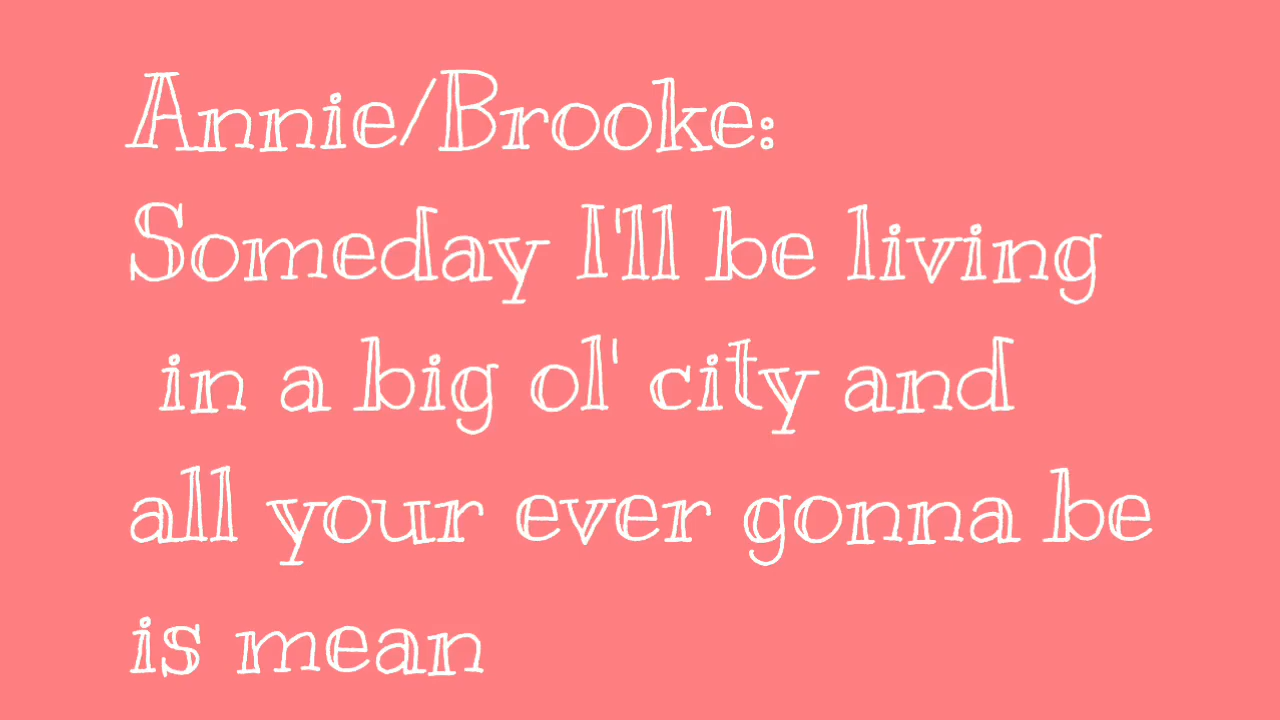 Annie/Brooke:
Someday I'll be living
in a big ol' city and
all your ever gonna be
is mean